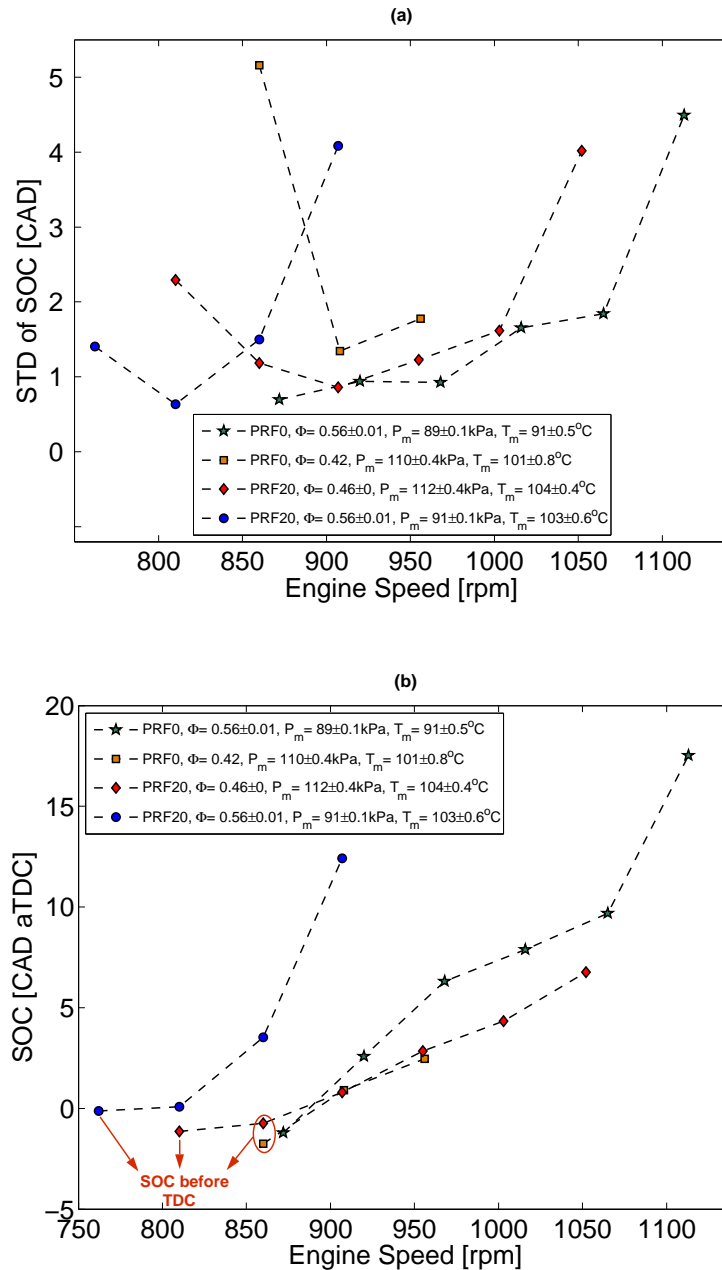 (a)
5
4
3
2
1
0
STD of SOC [CAD]
PRF0, Φ= 0.56±0.01, P_m= 89±0.1kPa, T_m= 91±0.5°C
PRF0, Φ= 0.42, P_m= 110±0.4kPa, T_m= 101±0.8°C
PRF20, Φ= 0.46±0, P_m= 112±0.4kPa, T_m= 104±0.4°C
PRF20, Φ= 0.56±0.01, P_m= 91±0.1kPa, T_m= 103±0.6°C
800 850 900 950 1000 1050 1100
Engine Speed [rpm]
(b)
20
15
10
5
0
−5
SOC [CAD aTDC]
PRF0, Φ= 0.56±0.01, P_m= 89±0.1kPa, T_m= 91±0.5°C
PRF0, Φ= 0.42, P_m= 110±0.4kPa, T_m= 101±0.8°C
PRF20, Φ= 0.46±0, P_m= 112±0.4kPa, T_m= 104±0.4°C
PRF20, Φ= 0.56±0.01, P_m= 91±0.1kPa, T_m= 103±0.6°C
SOC before
TDC
750 800 850 900 950 1000 1050 1100
Engine Speed [rpm]